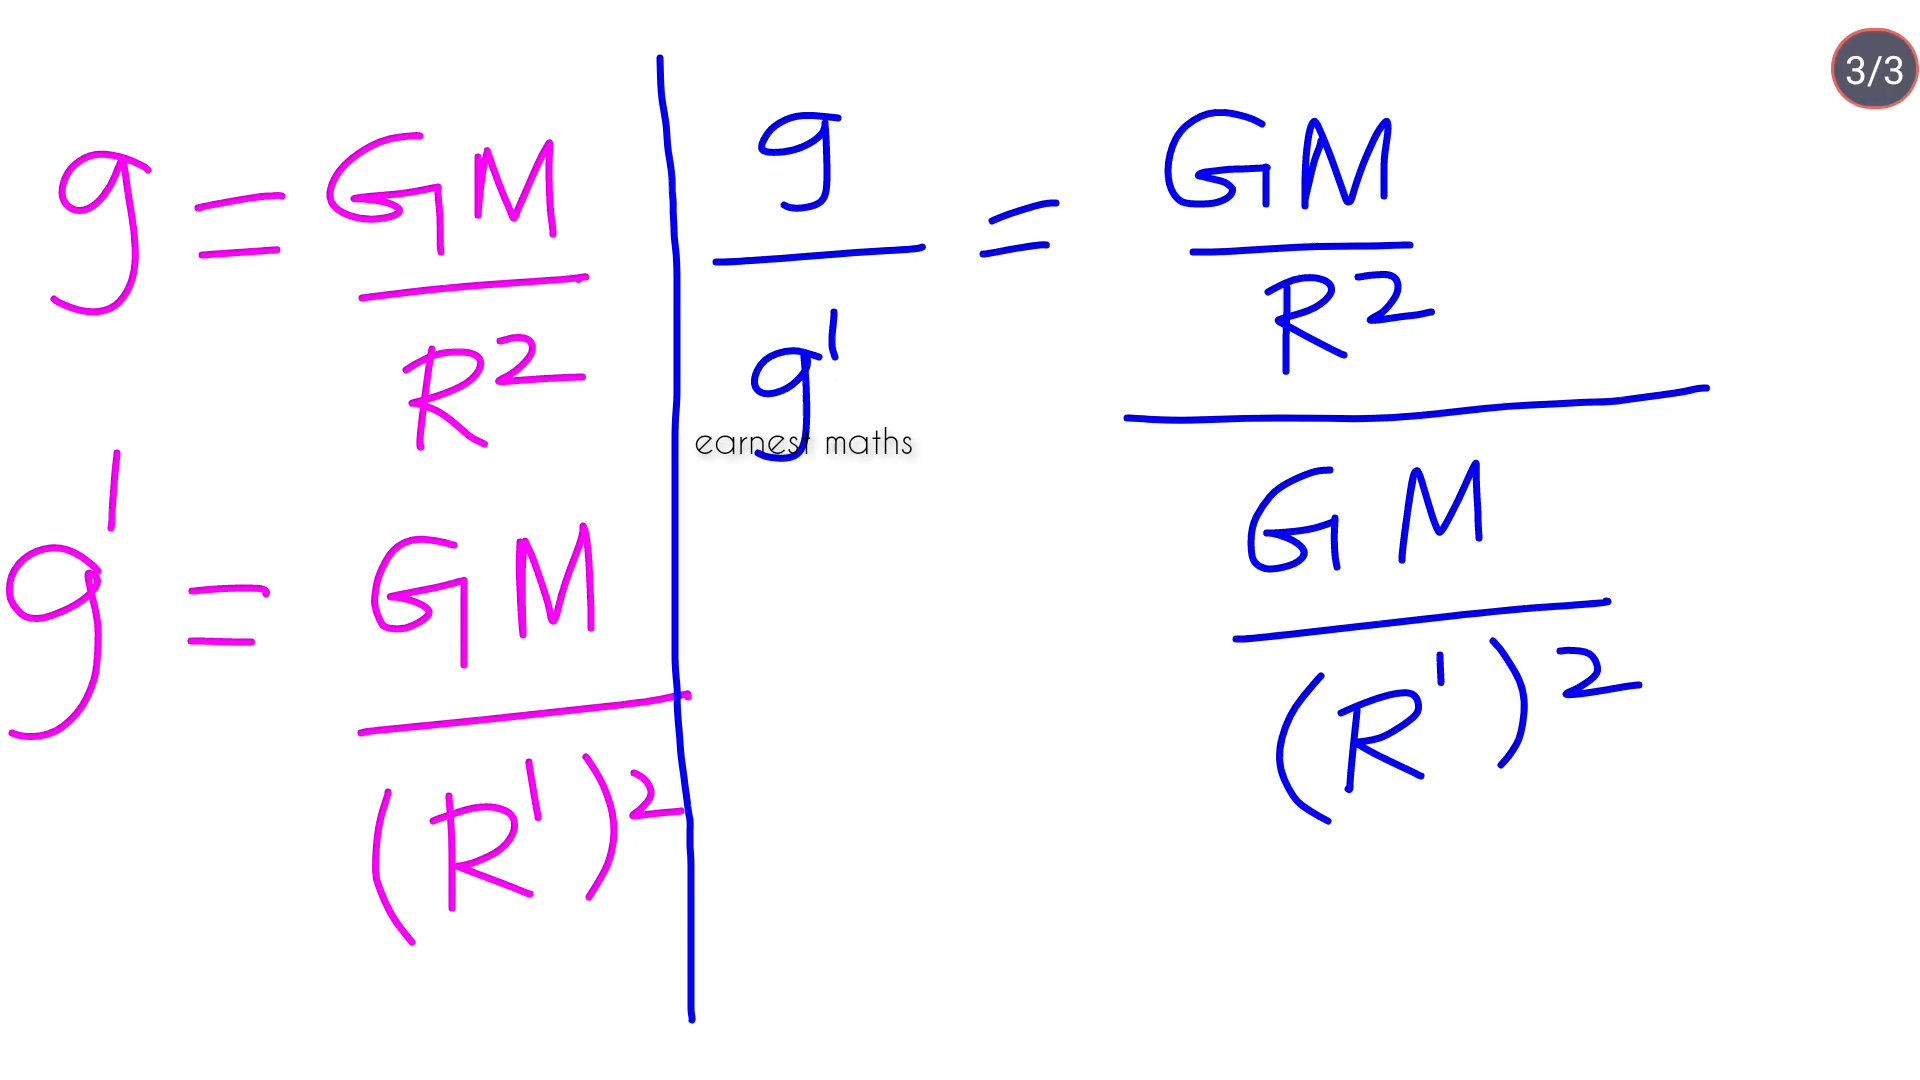 3/3
g = GM
R²
g' = GM
(R')²
g = GM
R²
g' GM
(R')²
earnest maths